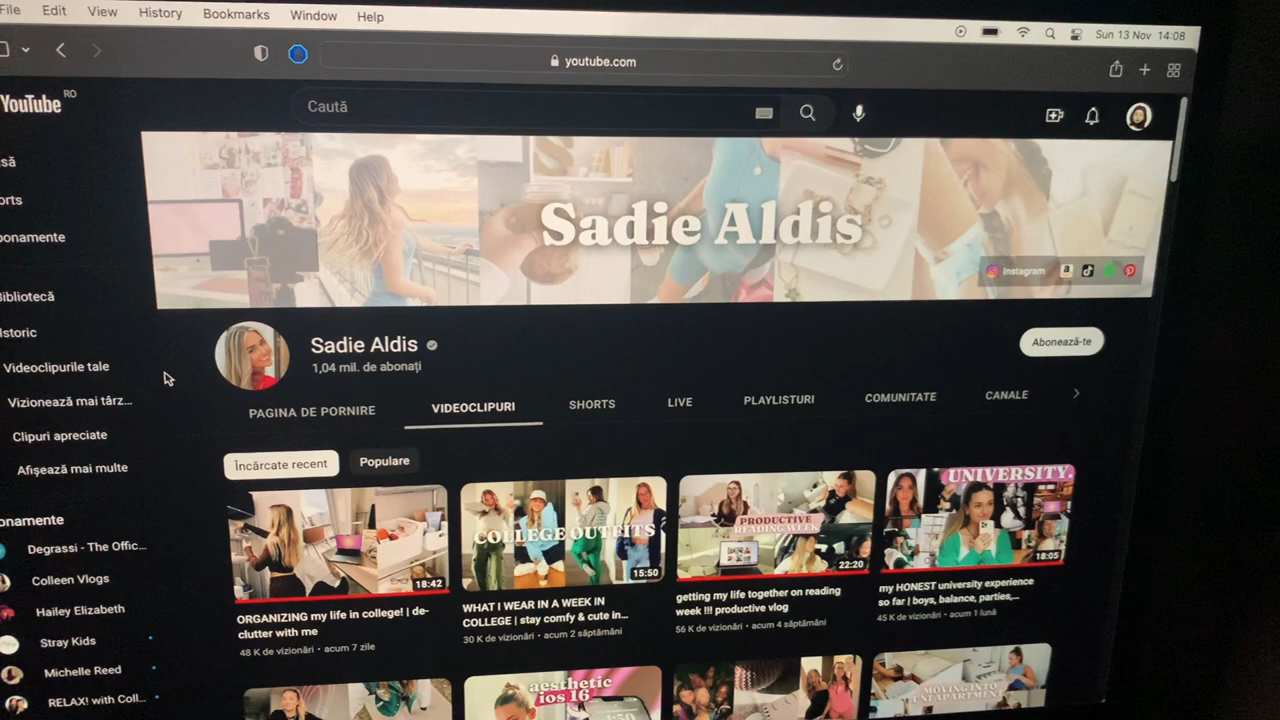 File Edit View History Bookmarks Window Help
Sun 13 Nov 14:08
youtube.com
YouTube RO
Caută
să
orts
bonamente
Bibliotecă
Istoric
Videoclipurile tale
Vizionează mai târz...
Clipuri apreciate
Afișează mai multe
onamente
Degrassi - The Offic...
Colleen Vlogs
Hailey Elizabeth
Stray Kids
Michelle Reed
RELAX! with Coll...
Sadie Aldis
Instagram
Sadie Aldis
1,04 mil. de abonați
Abonează-te
PAGINA DE PORNIRE
VIDEOCLIPURI
SHORTS
LIVE
PLAYLISTURI
COMUNITATE
CANALE
Încărcate recent
Populare
18:42
ORGANIZING my life in college! | de-
clutter with me
48 K de vizionări • acum 7 zile
COLLEGE OUTFITS
15:50
WHAT I WEAR IN A WEEK IN
COLLEGE | stay comfy & cute in...
30 K de vizionări • acum 2 săptămâni
PRODUCTIVE
READING WEEK
22:20
getting my life together on reading
week !!! productive vlog
56 K de vizionări • acum 4 săptămâni
UNIVERSITY.
18:05
my HONEST university experience
so far | boys, balance, parties,...
45 K de vizionări • acum 1 lună
aesthetic
ios 16
MOVING INTO
UNI APARTMENT